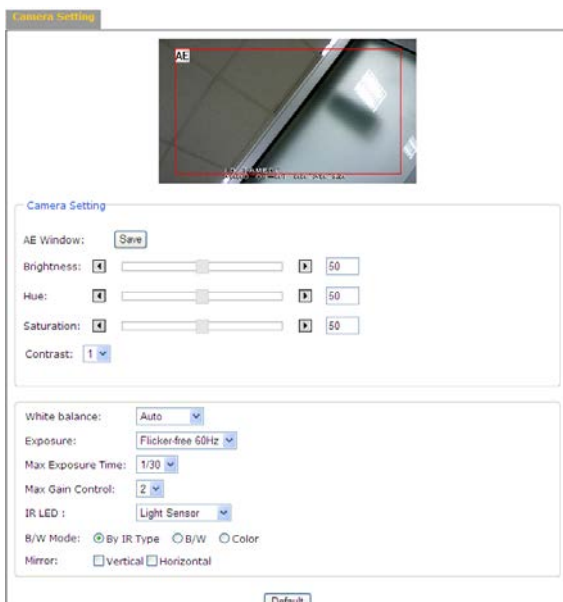 Camera Setting
AE
Camera Setting
AE Window: Save
Brightness: 50
Hue: 50
Saturation: 50
Contrast: 1
White balance: Auto
Exposure: Flicker-free 60Hz
Max Exposure Time: 1/30
Max Gain Control: 2
IR LED : Light Sensor
B/W Mode: By IR Type B/W Color
Mirror: Vertical Horizontal
Default